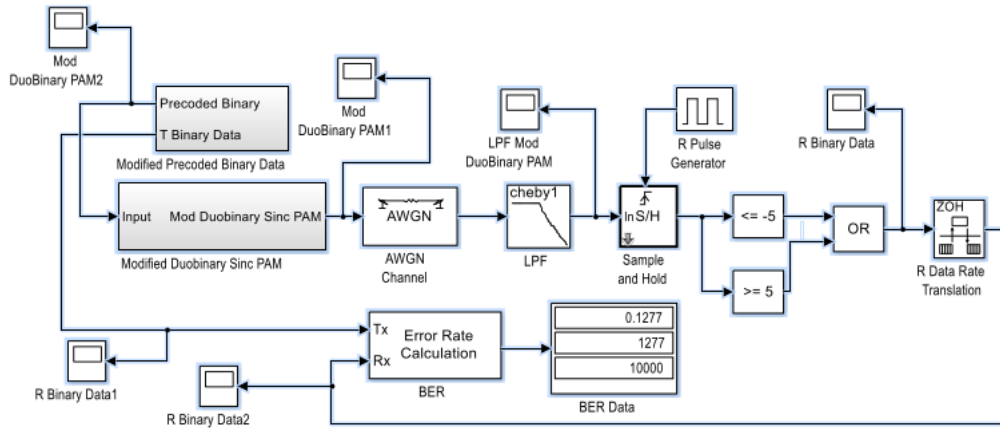 Mod
DuoBinary PAM2
Precoded Binary
T Binary Data
Modified Precoded Binary Data
Mod
DuoBinary PAM1
LPF Mod
DuoBinary PAM
R Pulse
Generator
R Binary Data
Input
Mod Duobinary Sinc PAM
Modified Duobinary Sinc PAM
AWGN
AWGN
Channel
cheby1
LPF
In S/H
Sample
and Hold
<= -5
>= 5
OR
ZOH
R Data Rate
Translation
R Binary Data1
R Binary Data2
Tx
Rx
Error Rate
Calculation
BER
0.1277
1277
10000
BER Data